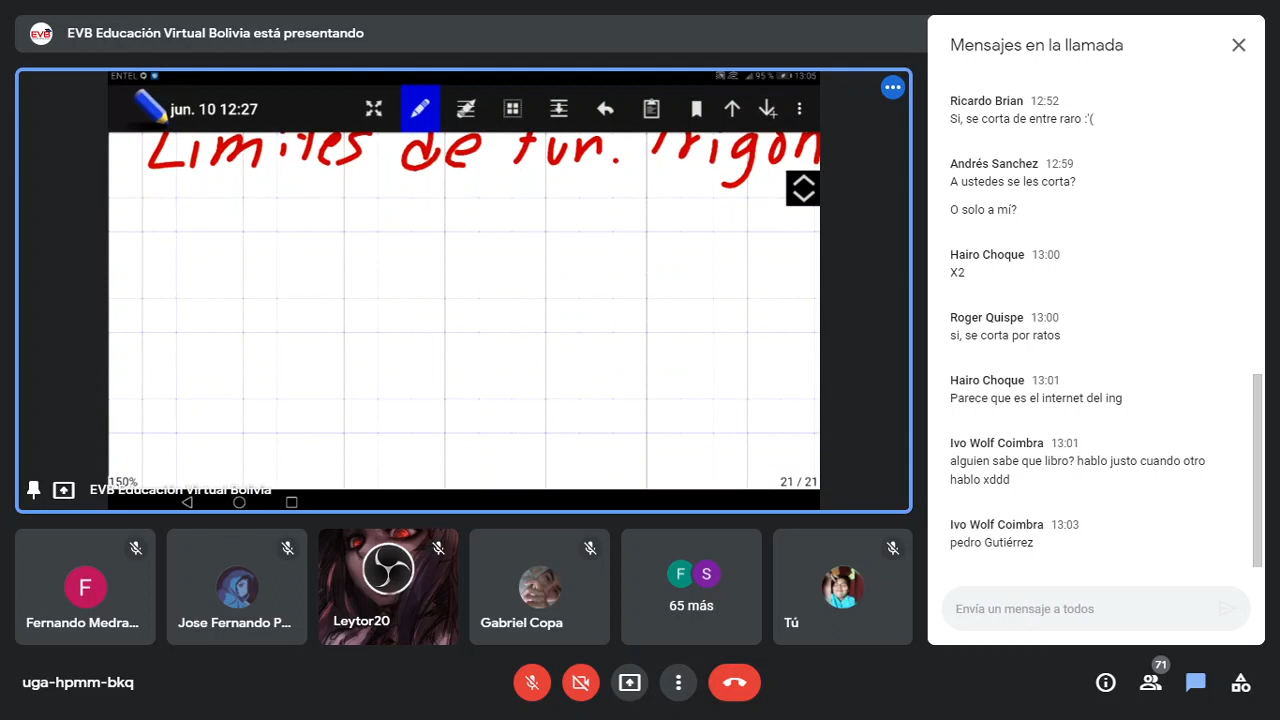 EVB Educación Virtual Bolivia está presentando
ENTEL
95 % 13:05
jun. 10 12:27
Limites de fun. Trigon
150%
21 / 21
EVB Educación Virtual Bolivia
Fernando Medra...
Jose Fernando P...
Leytor20
Gabriel Copa
F S
65 más
Tú
F
uga-hpmm-bkq
Mensajes en la llamada
Ricardo Brian 12:52
Si, se corta de entre raro :'(
Andrés Sanchez 12:59
A ustedes se les corta?
O solo a mí?
Hairo Choque 13:00
X2
Roger Quispe 13:00
si, se corta por ratos
Hairo Choque 13:01
Parece que es el internet del ing
Ivo Wolf Coimbra 13:01
alguien sabe que libro? hablo justo cuando otro
hablo xddd
Ivo Wolf Coimbra 13:03
pedro Gutiérrez
Envía un mensaje a todos
71